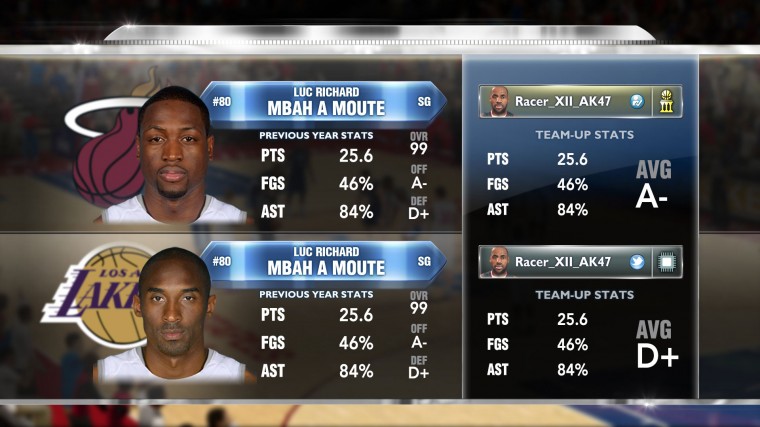 #80
LUC RICHARD
MBAH A MOUTE
SG
PREVIOUS YEAR STATS
OVR
99
PTS 25.6
OFF
A-
FGS 46%
DEF
D+
AST 84%
Racer_XII_AK47
III
TEAM-UP STATS
PTS 25.6
FGS 46%
AST 84%
AVG
A-
LOS A
LAKE
#80
LUC RICHARD
MBAH A MOUTE
SG
PREVIOUS YEAR STATS
OVR
99
PTS 25.6
OFF
A-
FGS 46%
DEF
D+
AST 84%
Racer_XII_AK47
TEAM-UP STATS
PTS 25.6
FGS 46%
AST 84%
AVG
D+